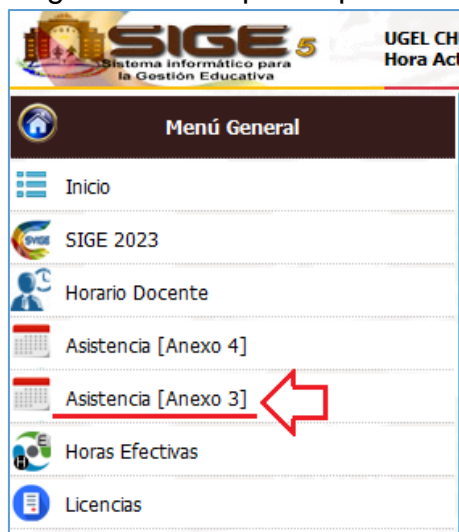 SIGE 5
Sistema informático para
la Gestión Educativa
UGEL CH
Hora Act
Menú General
Inicio
SVIGE
SIGE 2023
Horario Docente
Asistencia [Anexo 4]
Asistencia [Anexo 3]
E
H
Horas Efectivas
Licencias